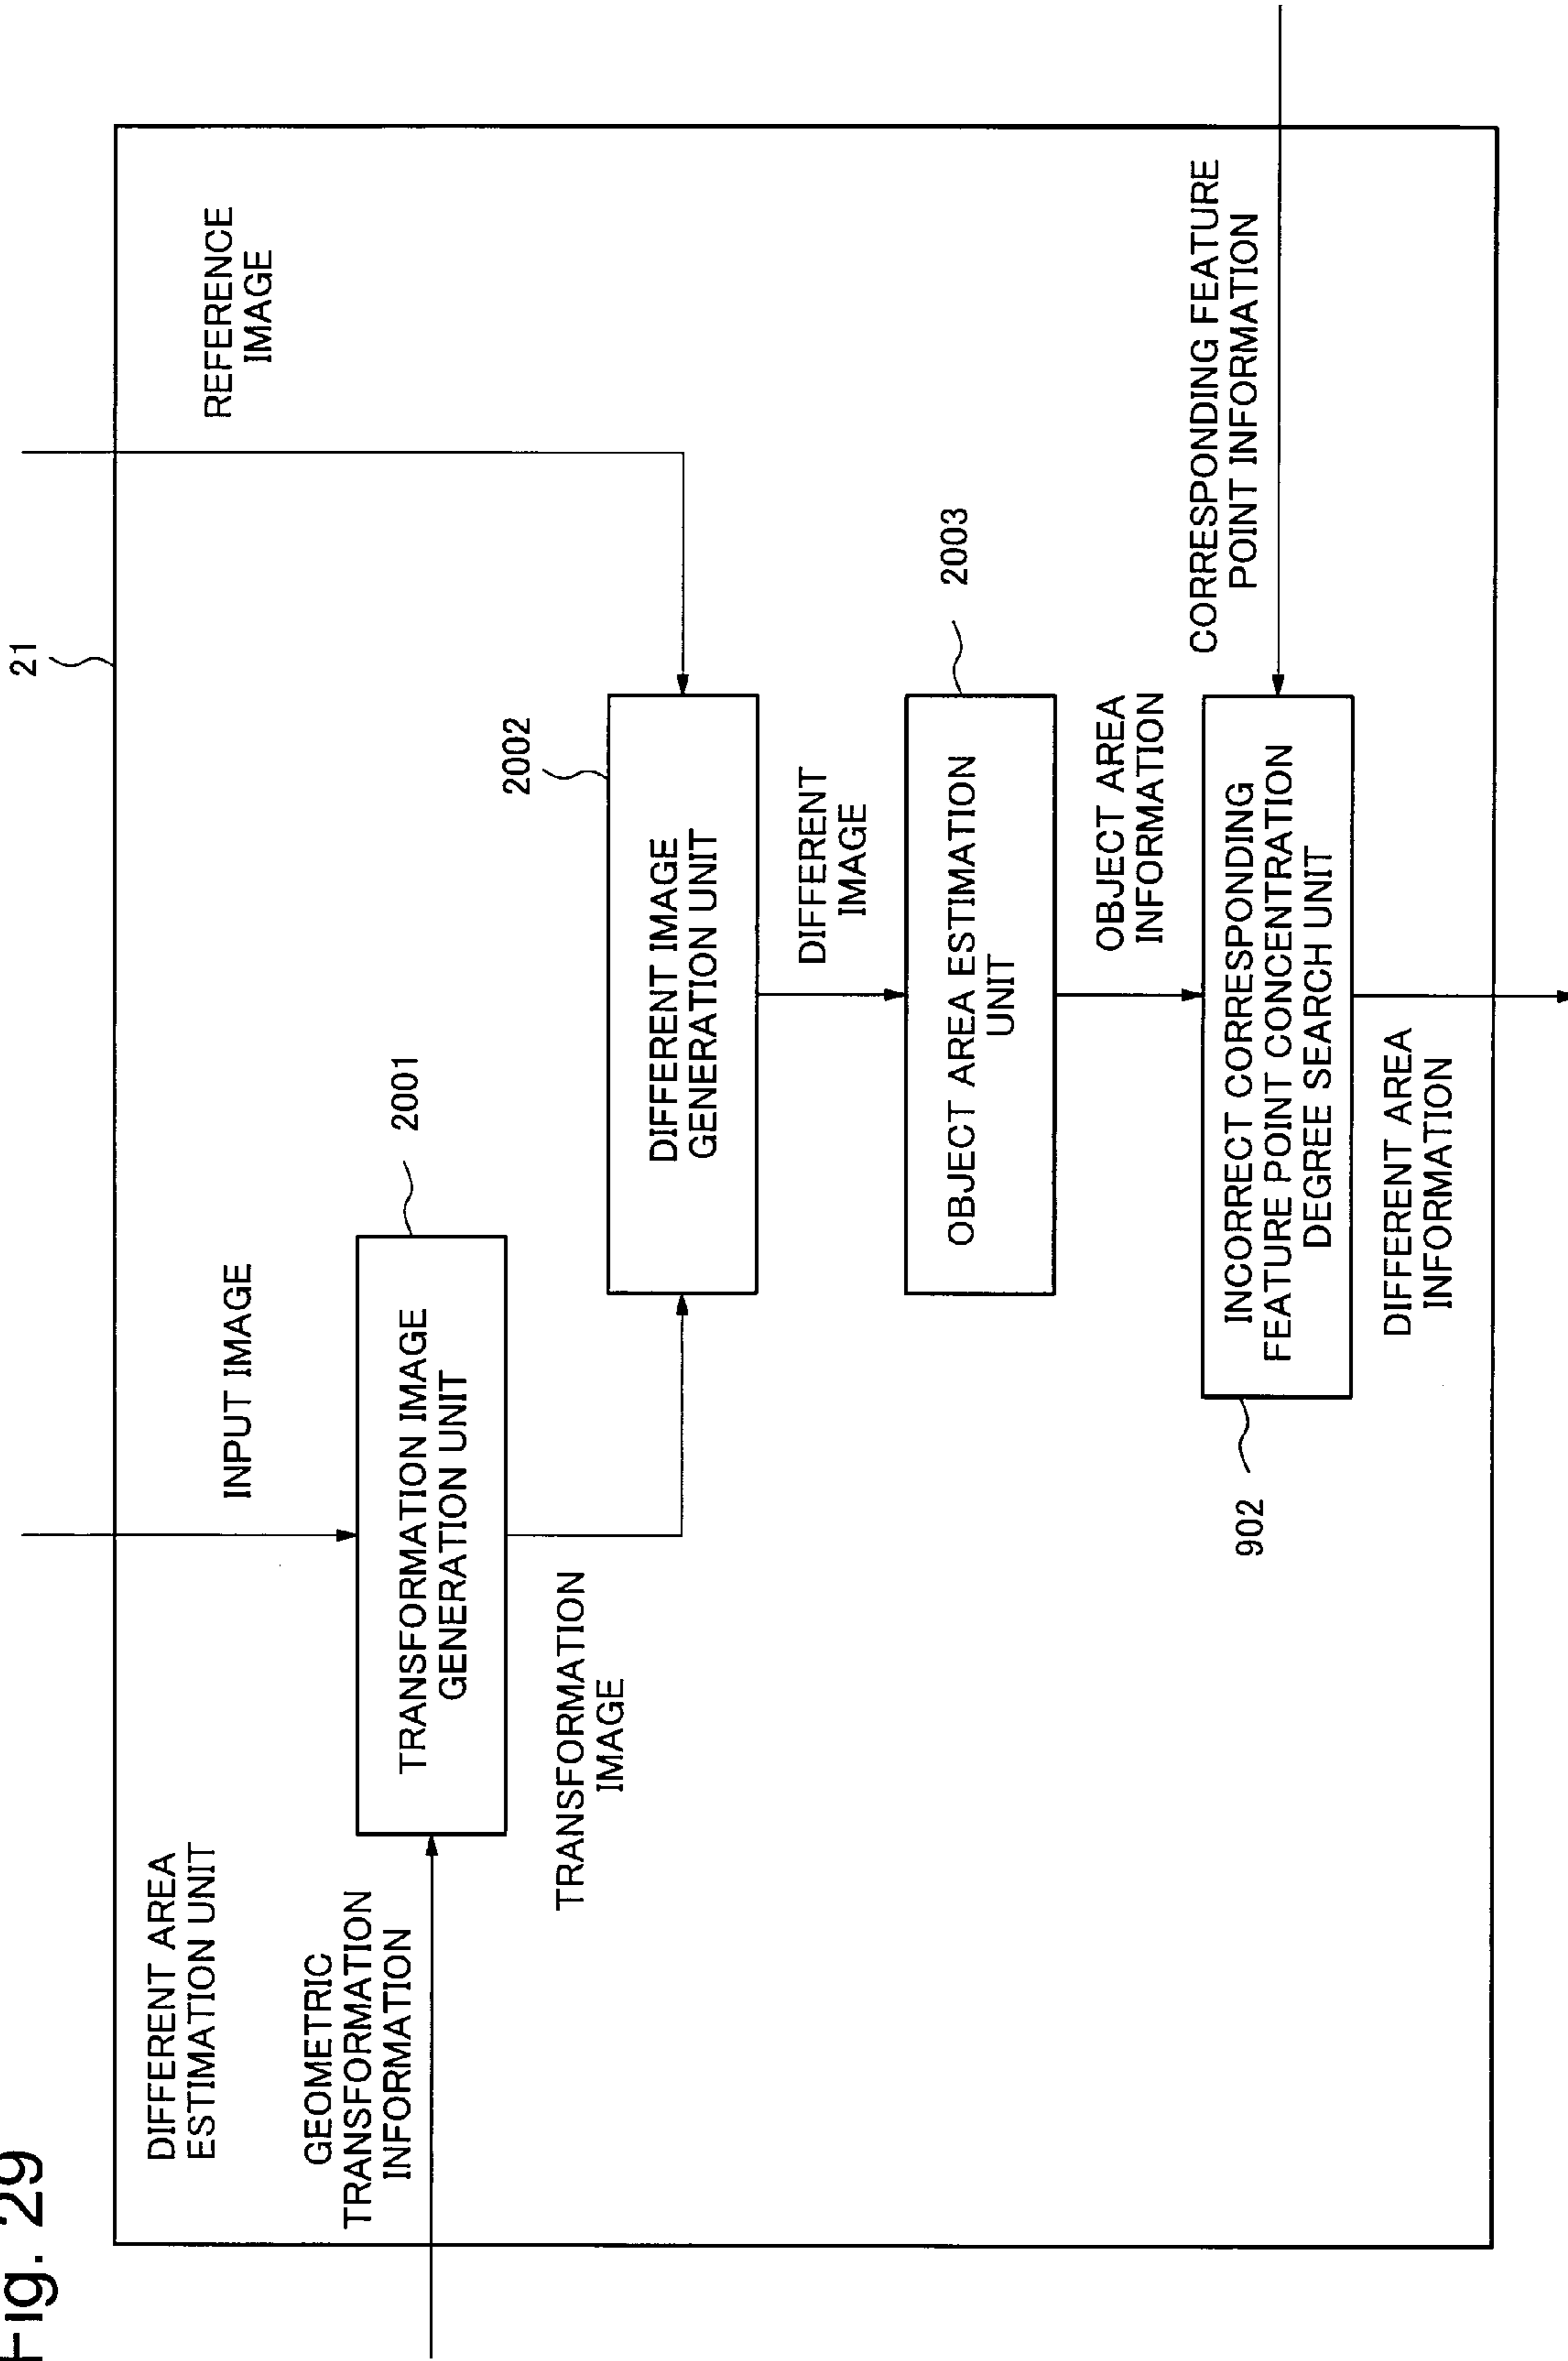 Fig. 29
21
DIFFERENT AREA
ESTIMATION UNIT
INPUT IMAGE
REFERENCE
IMAGE
GEOMETRIC
TRANSFORMATION
INFORMATION
2001
TRANSFORMATION IMAGE
GENERATION UNIT
TRANSFORMATION
IMAGE
2002
DIFFERENT IMAGE
GENERATION UNIT
DIFFERENT
IMAGE
2003
OBJECT AREA ESTIMATION
UNIT
OBJECT AREA
INFORMATION
CORRESPONDING FEATURE
POINT INFORMATION
902
INCORRECT CORRESPONDING
FEATURE POINT CONCENTRATION
DEGREE SEARCH UNIT
DIFFERENT AREA
INFORMATION